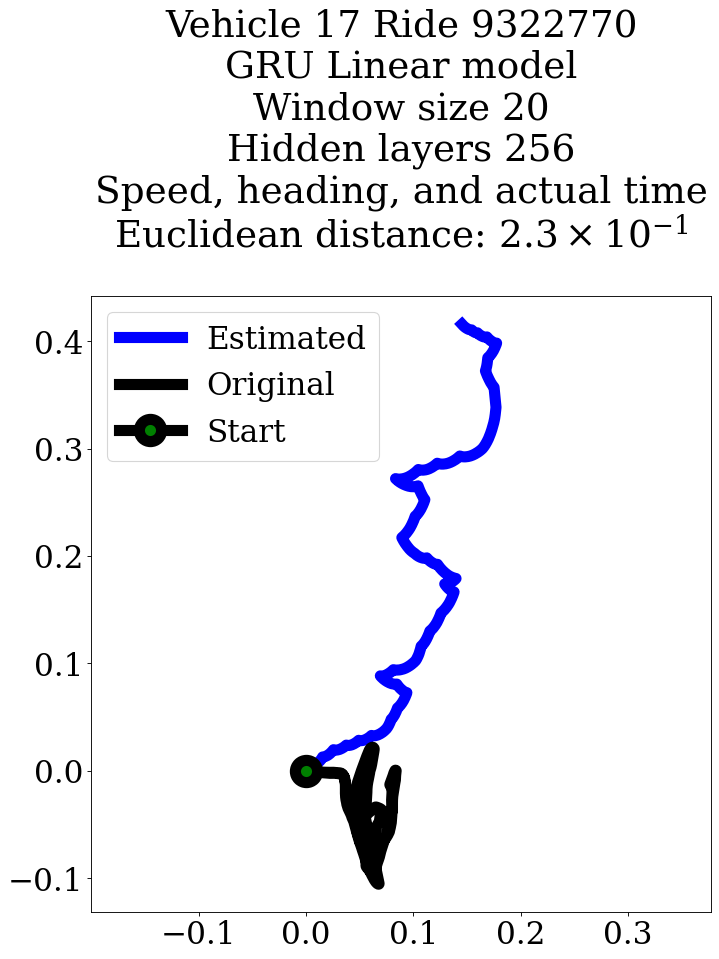 Vehicle 17 Ride 9322770
GRU Linear model
Window size 20
Hidden layers 256
Speed, heading, and actual time
Euclidean distance: 2.3 × 10⁻¹
Estimated
Original
Start
0.4
0.3
0.2
0.1
0.0
−0.1
−0.1 0.0 0.1 0.2 0.3